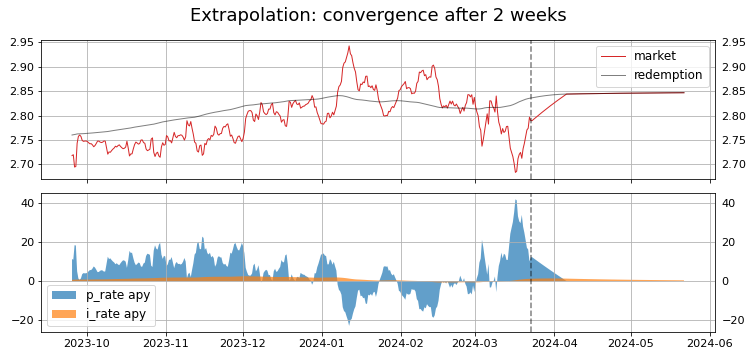 Extrapolation: convergence after 2 weeks
2.95 2.95
2.90 2.90
2.85 2.85
2.80 2.80
2.75 2.75
2.70 2.70
market
redemption
40 40
20 20
0 0
−20 −20
p_rate apy
i_rate apy
2023-10 2023-11 2023-12 2024-01 2024-02 2024-03 2024-04 2024-05 2024-06